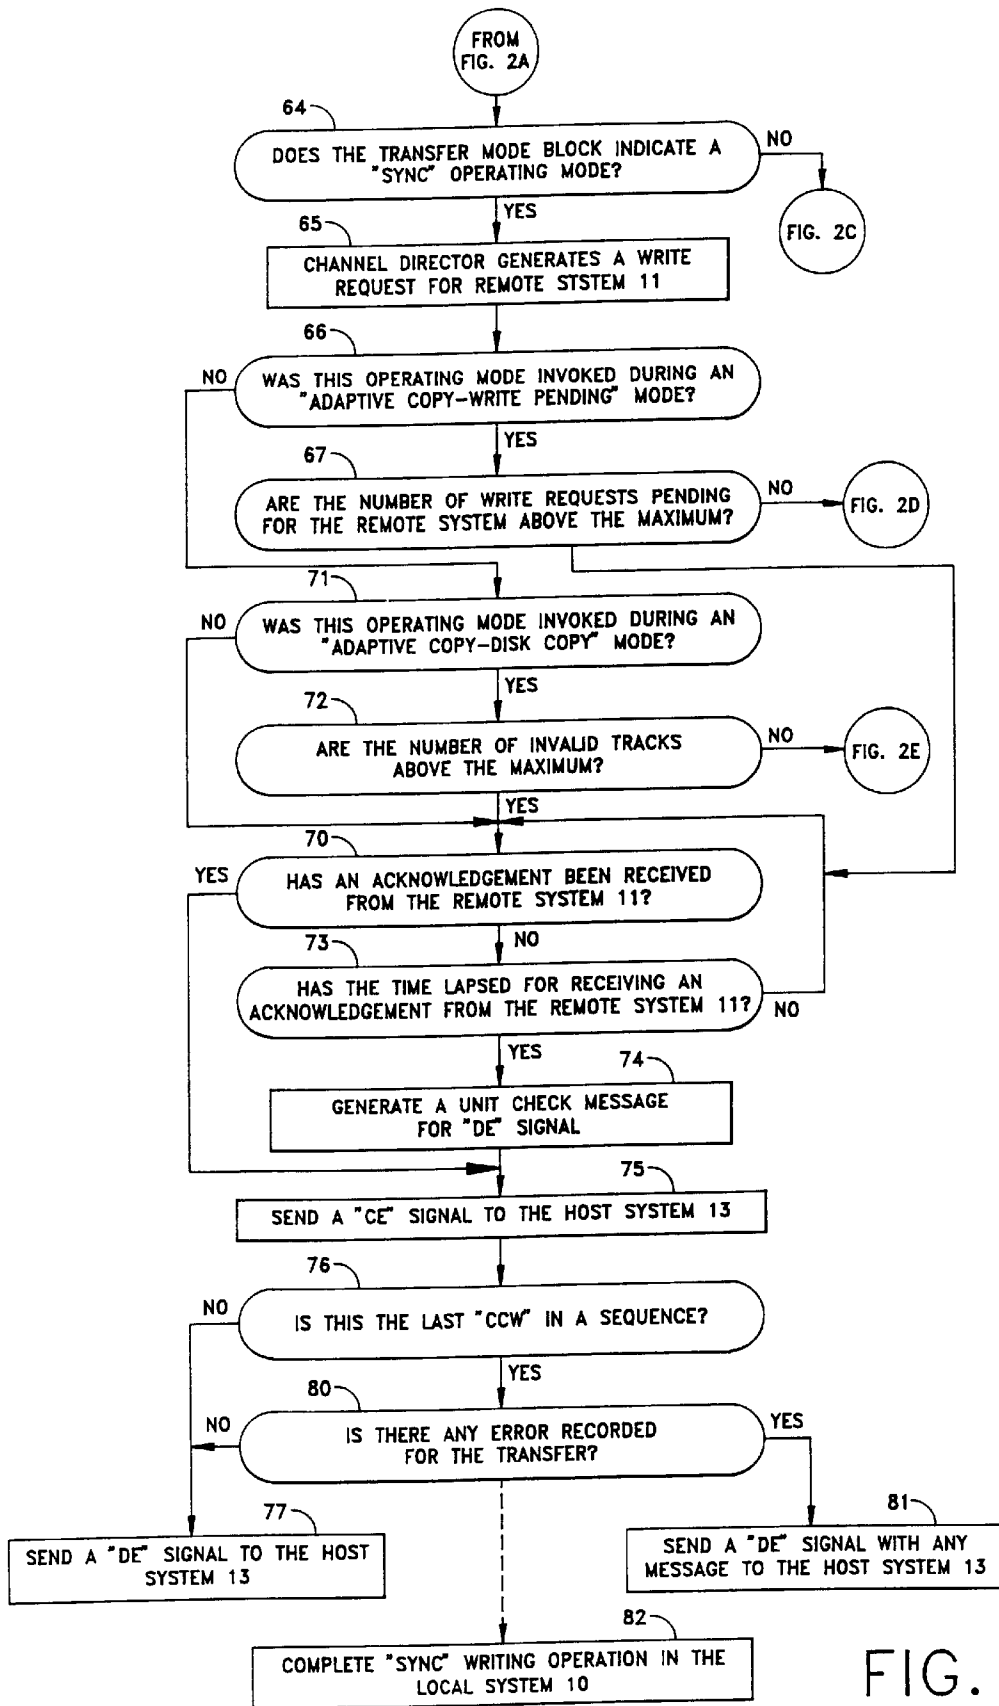 FROM
FIG. 2A
64
DOES THE TRANSFER MODE BLOCK INDICATE A
"SYNC" OPERATING MODE?
NO
FIG. 2C
YES
65
CHANNEL DIRECTOR GENERATES A WRITE
REQUEST FOR REMOTE STSTEM 11
66
NO
WAS THIS OPERATING MODE INVOKED DURING AN
"ADAPTIVE COPY-WRITE PENDING" MODE?
YES
67
ARE THE NUMBER OF WRITE REQUESTS PENDING
FOR THE REMOTE SYSTEM ABOVE THE MAXIMUM?
NO
FIG. 2D
71
NO
WAS THIS OPERATING MODE INVOKED DURING AN
"ADAPTIVE COPY-DISK COPY" MODE?
YES
72
ARE THE NUMBER OF INVALID TRACKS
ABOVE THE MAXIMUM?
NO
FIG. 2E
YES
70
YES
HAS AN ACKNOWLEDGEMENT BEEN RECEIVED
FROM THE REMOTE SYSTEM 11?
NO
73
HAS THE TIME LAPSED FOR RECEIVING AN
ACKNOWLEDGEMENT FROM THE REMOTE SYSTEM 11?
NO
YES
74
GENERATE A UNIT CHECK MESSAGE
FOR "DE" SIGNAL
75
SEND A "CE" SIGNAL TO THE HOST SYSTEM 13
76
NO
IS THIS THE LAST "CCW" IN A SEQUENCE?
YES
80
NO
IS THERE ANY ERROR RECORDED
FOR THE TRANSFER?
YES
77
SEND A "DE" SIGNAL TO THE HOST
SYSTEM 13
81
SEND A "DE" SIGNAL WITH ANY
MESSAGE TO THE HOST SYSTEM 13
82
COMPLETE "SYNC" WRITING OPERATION IN THE
LOCAL SYSTEM 10
FIG.